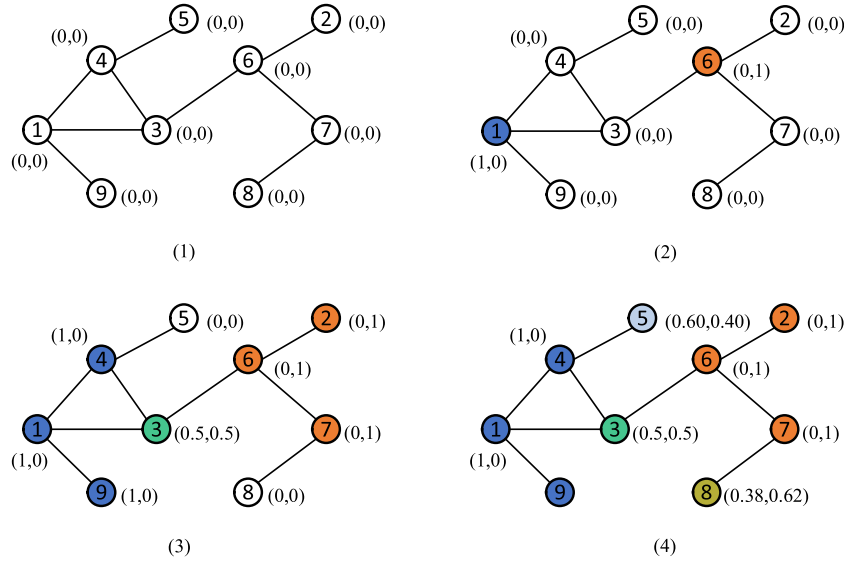 5 (0,0) 2 (0,0)
(0,0) 4 6 (0,0)
1 3 (0,0) 7 (0,0)
(0,0)
9 (0,0) 8 (0,0)
(1)
5 (0,0) 2 (0,0)
(0,0) 4 6 (0,1)
1 3 (0,0) 7 (0,0)
(1,0)
9 (0,0) 8 (0,0)
(2)
5 (0,0) 2 (0,1)
(1,0) 4 6 (0,1)
1 3 (0.5,0.5) 7 (0,1)
(1,0)
9 (1,0) 8 (0,0)
(3)
5 (0.60,0.40) 2 (0,1)
(1,0) 4 6 (0,1)
1 3 (0.5,0.5) 7 (0,1)
(1,0)
9 8 (0.38,0.62)
(4)